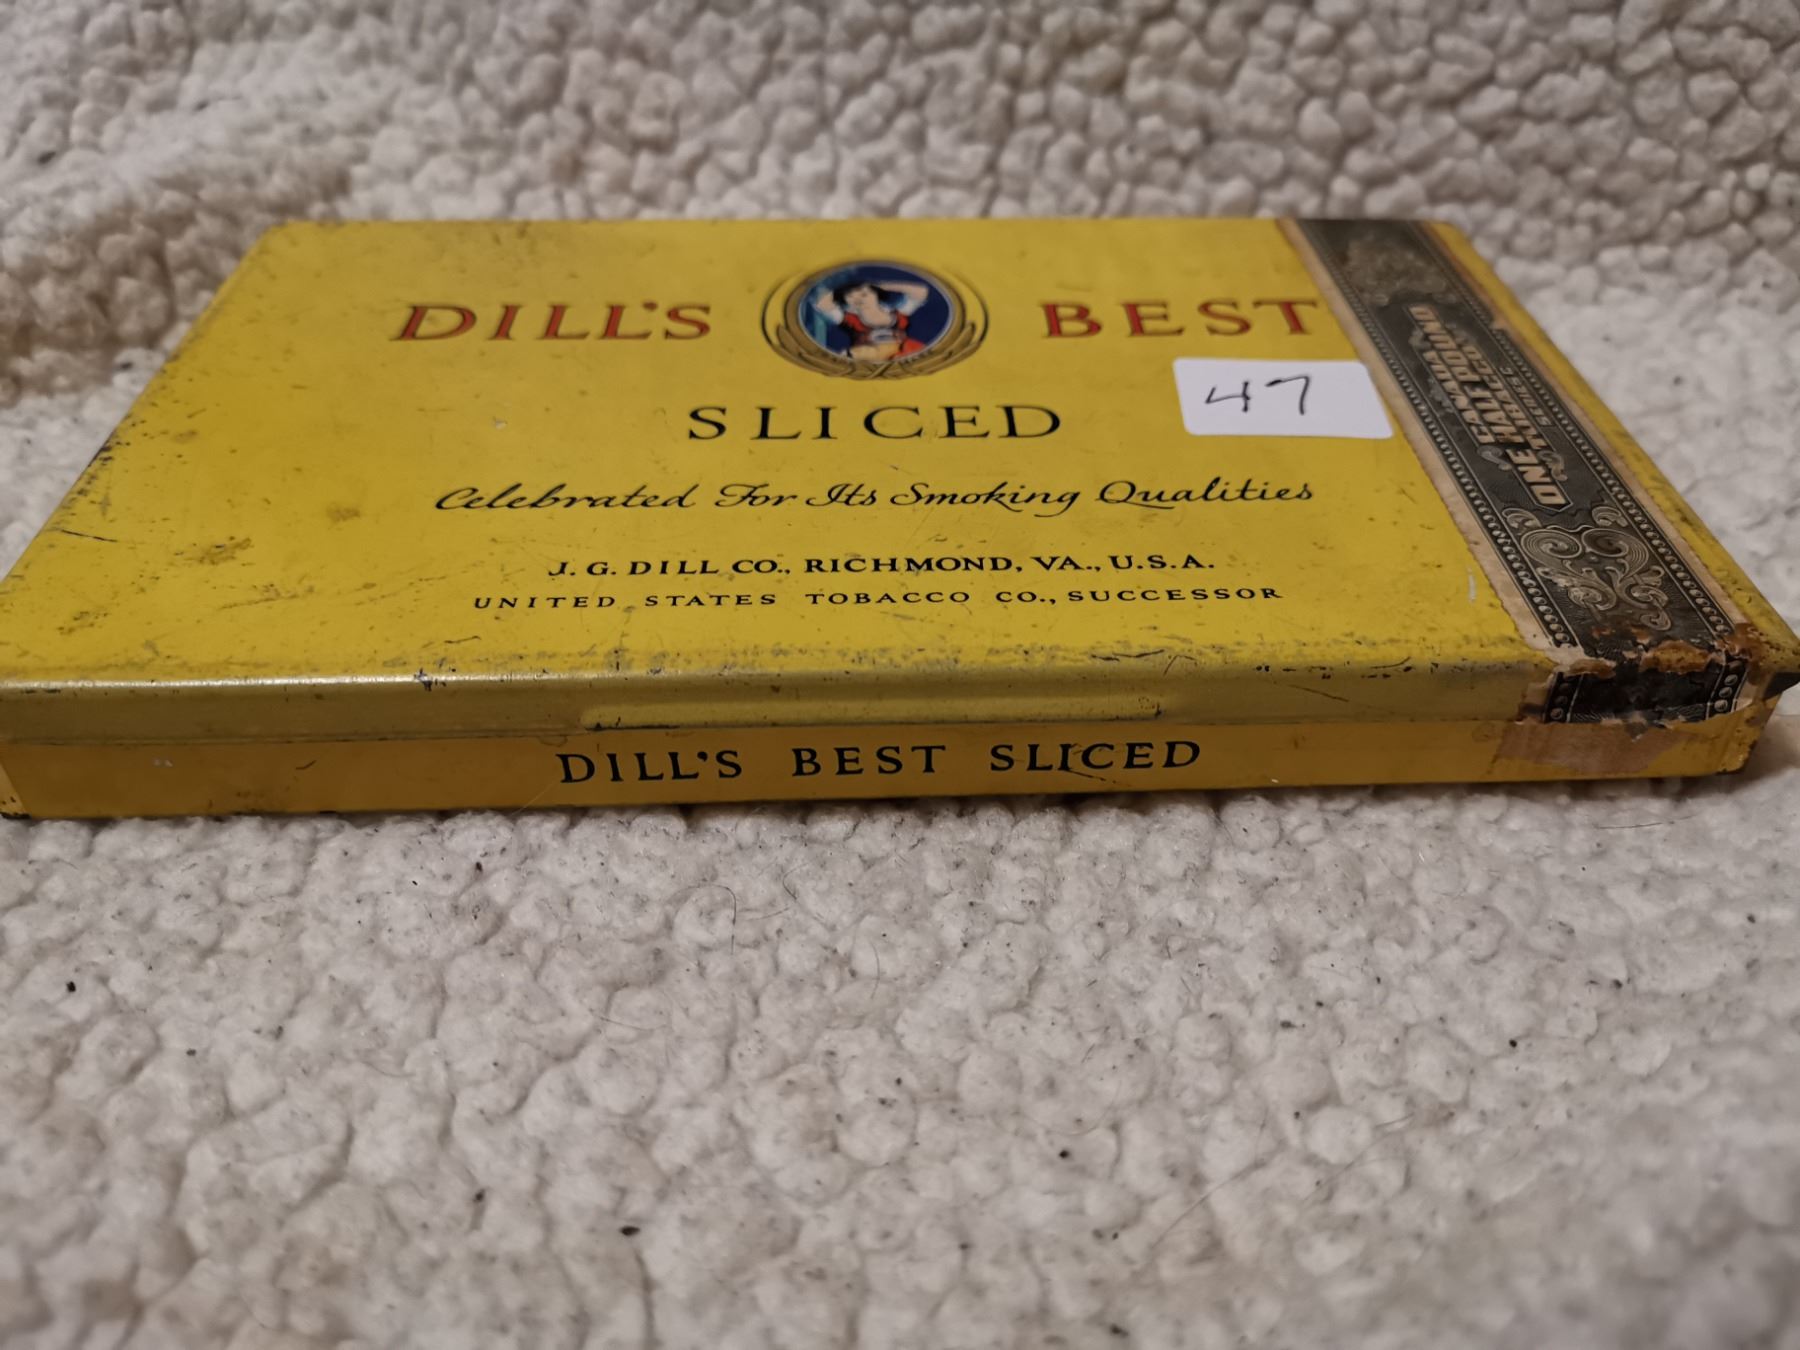 DILL'S BEST
SLICED
Celebrated For Its Smoking Qualities
J. G. DILL CO., RICHMOND, VA., U.S.A.
UNITED STATES TOBACCO CO., SUCCESSOR
47
ONE HALF POUND
TOBACCO
DILL'S BEST SLICED